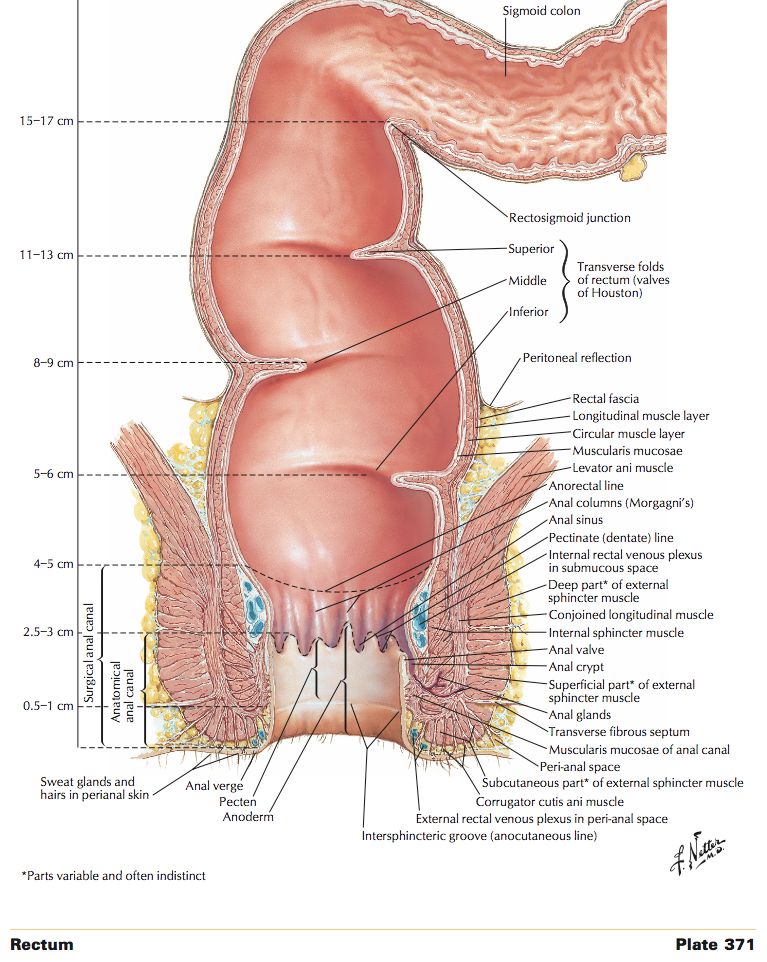 Sigmoid colon
15–17 cm
Rectosigmoid junction
11–13 cm
Superior
Middle
Inferior
Transverse folds
of rectum (valves
of Houston)
8–9 cm
Peritoneal reflection
Rectal fascia
Longitudinal muscle layer
Circular muscle layer
Muscularis mucosae
Levator ani muscle
5–6 cm
Anorectal line
Anal columns (Morgagni's)
Anal sinus
Pectinate (dentate) line
Internal rectal venous plexus
in submucous space
4–5 cm
Deep part* of external
sphincter muscle
Conjoined longitudinal muscle
2.5–3 cm
Internal sphincter muscle
Anal valve
Anal crypt
Surgical anal canal
Anatomical
anal canal
Superficial part* of external
sphincter muscle
0.5–1 cm
Anal glands
Transverse fibrous septum
Muscularis mucosae of anal canal
Peri-anal space
Subcutaneous part* of external sphincter muscle
Sweat glands and
hairs in perianal skin
Anal verge
Pecten
Anoderm
Corrugator cutis ani muscle
External rectal venous plexus in peri-anal space
Intersphincteric groove (anocutaneous line)
F. Netter
M.D.
*Parts variable and often indistinct
Rectum
Plate 371